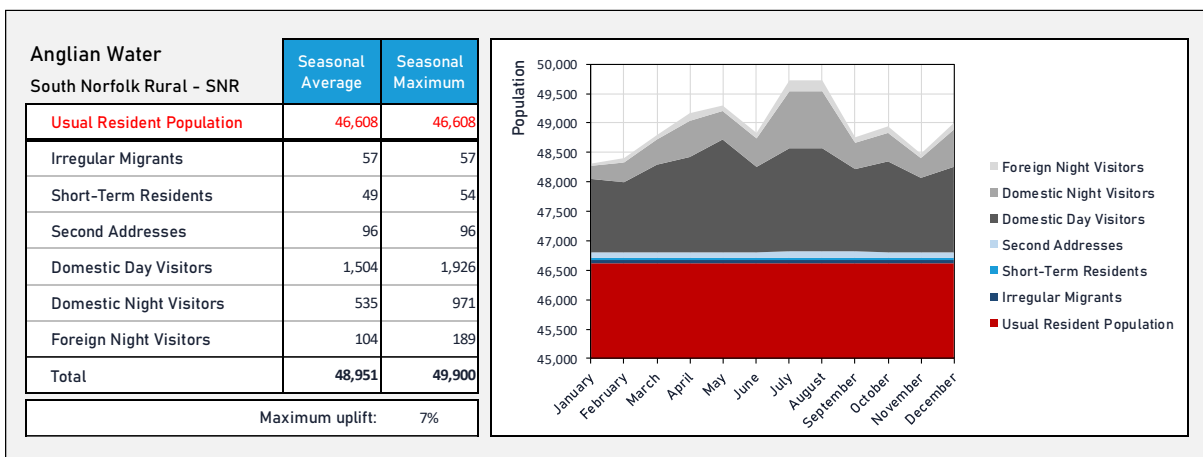 Anglian Water
South Norfolk Rural - SNR
Seasonal Average Seasonal Maximum
Usual Resident Population 46,608 46,608
Irregular Migrants 57 57
Short-Term Residents 49 54
Second Addresses 96 96
Domestic Day Visitors 1,504 1,926
Domestic Night Visitors 535 971
Foreign Night Visitors 104 189
Total 48,951 49,900
Maximum uplift: 7%
Population
50,000
49,500
49,000
48,500
48,000
47,500
47,000
46,500
46,000
45,500
45,000
January
February
March
April
May
June
July
August
September
October
November
December
Foreign Night Visitors
Domestic Night Visitors
Domestic Day Visitors
Second Addresses
Short-Term Residents
Irregular Migrants
Usual Resident Population